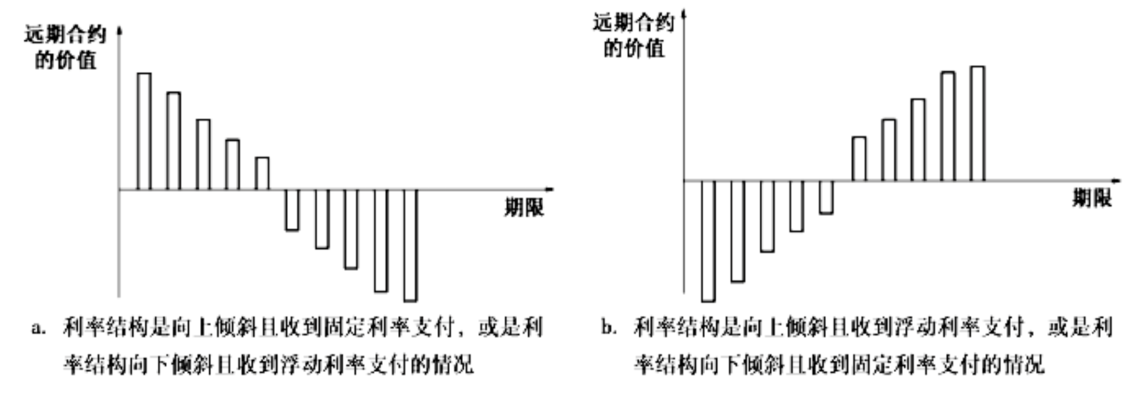 远期合约
的价值
期限
a. 利率结构是向上倾斜且收到固定利率支付，或是利
率结构向下倾斜且收到浮动利率支付的情况
远期合约
的价值
期限
b. 利率结构是向上倾斜且收到浮动利率支付，或是利
率结构向下倾斜且收到固定利率支付的情况